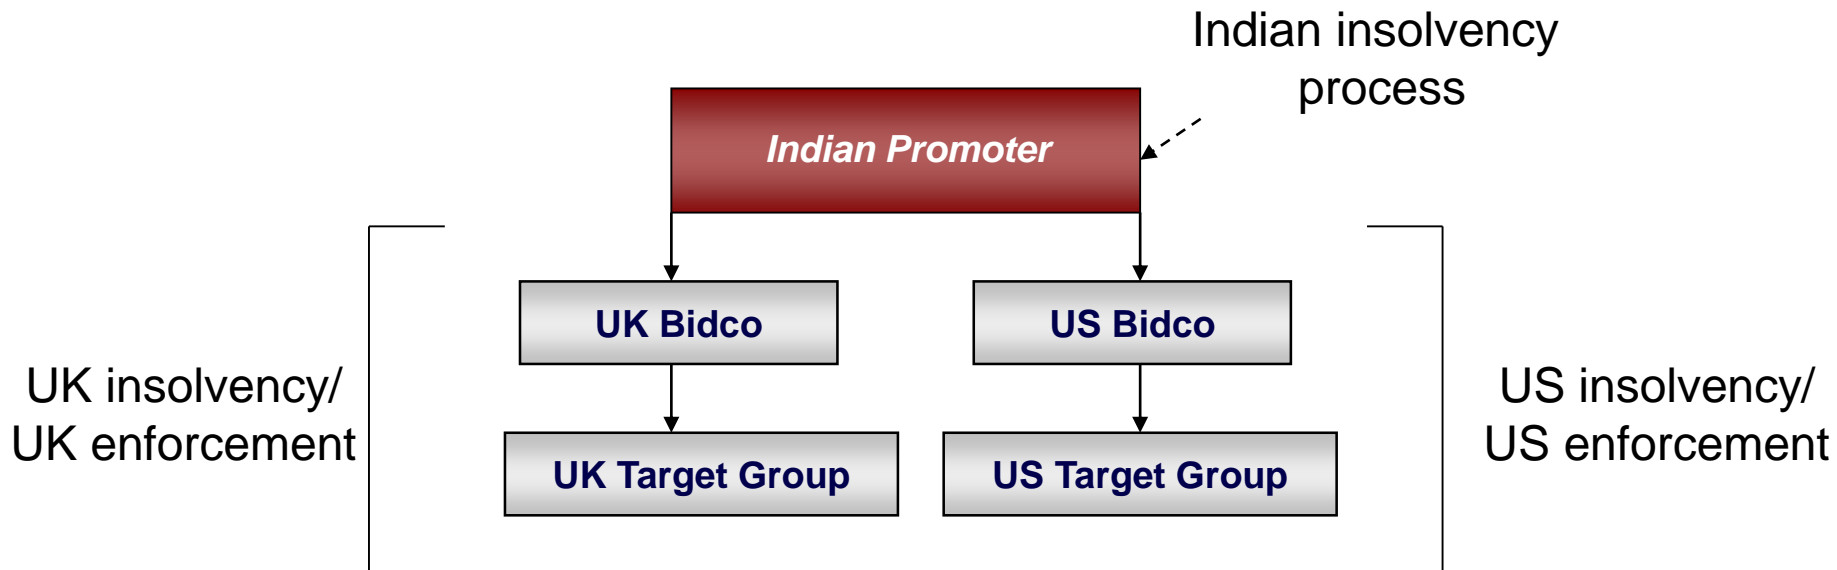 Indian insolvency
process
Indian Promoter
UK Bidco
US Bidco
UK insolvency/
UK enforcement
US insolvency/
US enforcement
UK Target Group
US Target Group